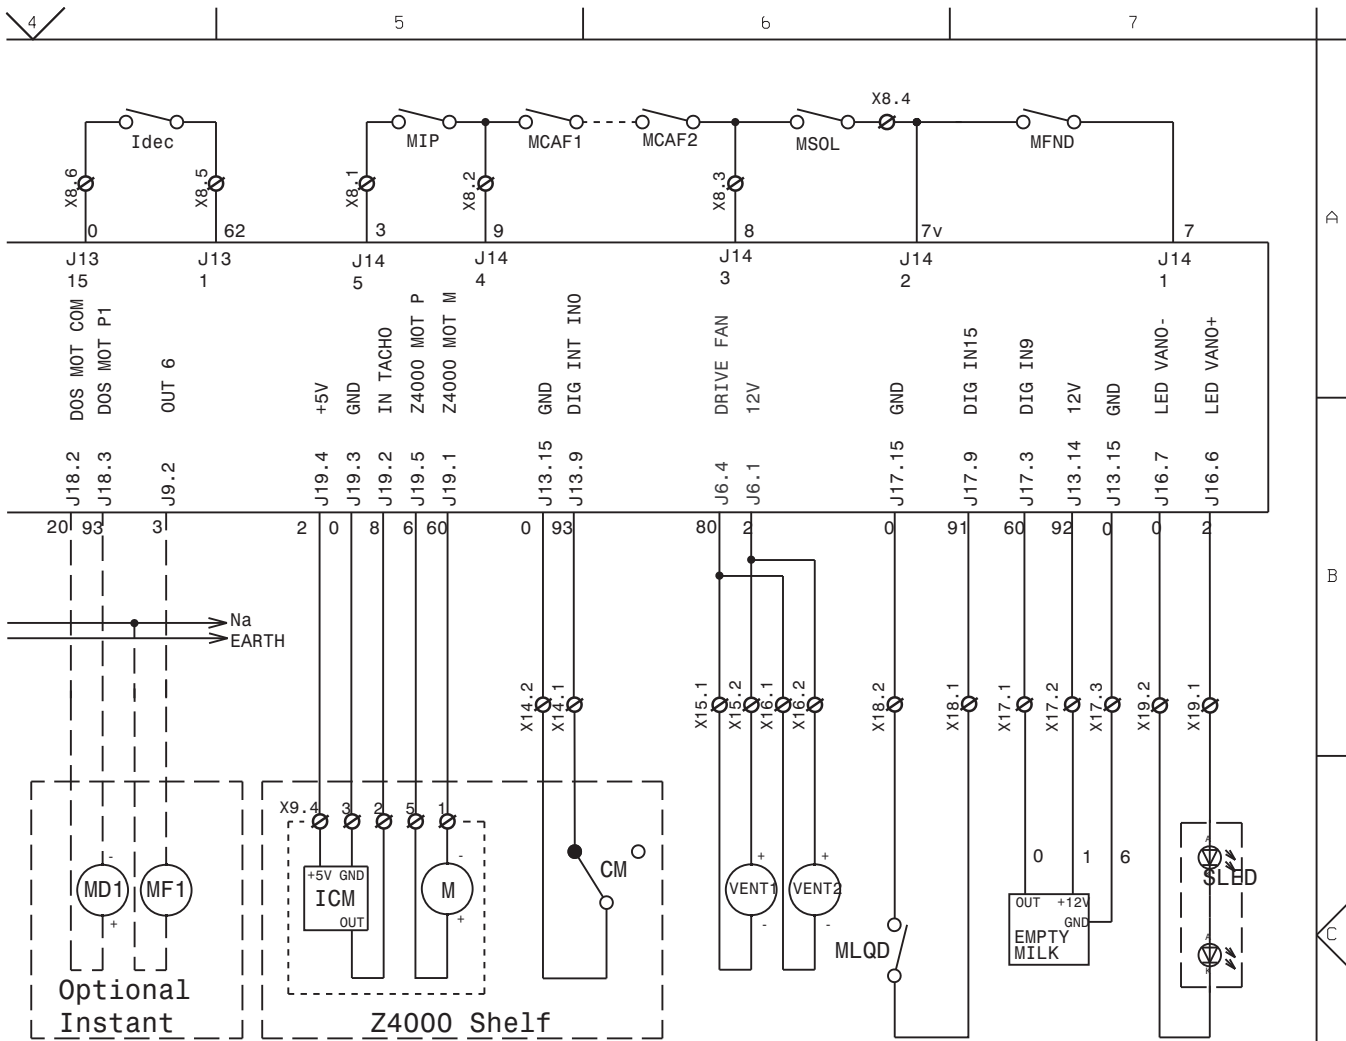 4 5 6 7
X8.4
Idec MIP MCAF1 MCAF2 MSOL MFND
X8.6 X8.5 X8.1 X8.2 X8.3
A
0 62 3 9 8 7v 7
J13 J13 J14 J14 J14 J14 J14
15 1 5 4 3 2 1
DOS MOT COM
DOS MOT P1
OUT 6
+5V
GND
IN TACHO
Z4000 MOT P
Z4000 MOT M
GND
DIG INT IN0
DRIVE FAN
12V
GND
DIG IN15
DIG IN9
12V
GND
LED VANO-
LED VANO+
J18.2 J18.3 J9.2 J19.4 J19.3 J19.2 J19.5 J19.1 J13.15 J13.9 J6.4 J6.1 J17.15 J17.9 J17.3 J13.14 J13.15 J16.7 J16.6
20 93 3 2 0 8 6 60 0 93 80 2 0 91 60 92 0 0 2
B
Na
EARTH
X14.2 X14.1 X15.1 X15.2 X16.1 X16.2 X18.2 X18.1 X17.1 X17.2 X17.3 X19.2 X19.1
X9.4 3 2 5 1
A
- - CM + + 0 1 6
+5V GND
SLED
MD1 MF1 ICM M VENT1 VENT2
OUT +12V
+ OUT + - - GND
EMPTY
MILK
MLQD
A
C
K
Optional
Instant
Z4000 Shelf